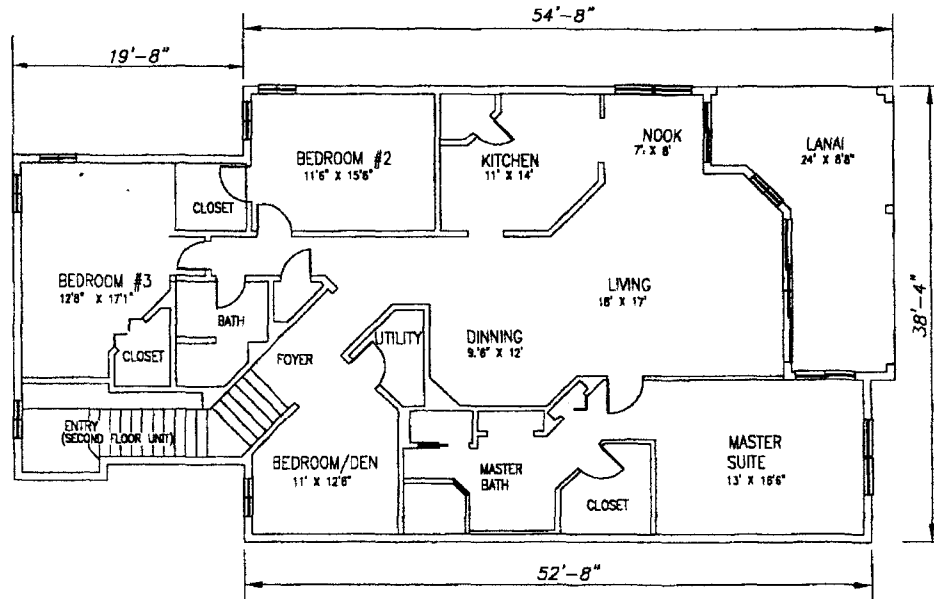 54'-8"
19'-8"
BEDROOM #2
11'6" X 15'6"
KITCHEN
11' X 14'
NOOK
7' X 8'
LANAI
24' X 8'8"
CLOSET
BEDROOM #3
12'8" X 17'1"
BATH
LIVING
18' X 17'
38'-4"
CLOSET
FOYER
UTILITY
DINNING
9.'6" X 12'
ENTRY
(SECOND FLOOR UNIT)
BEDROOM/DEN
11' X 12'6"
MASTER
BATH
CLOSET
MASTER
SUITE
13' X 16'6"
52'-8"